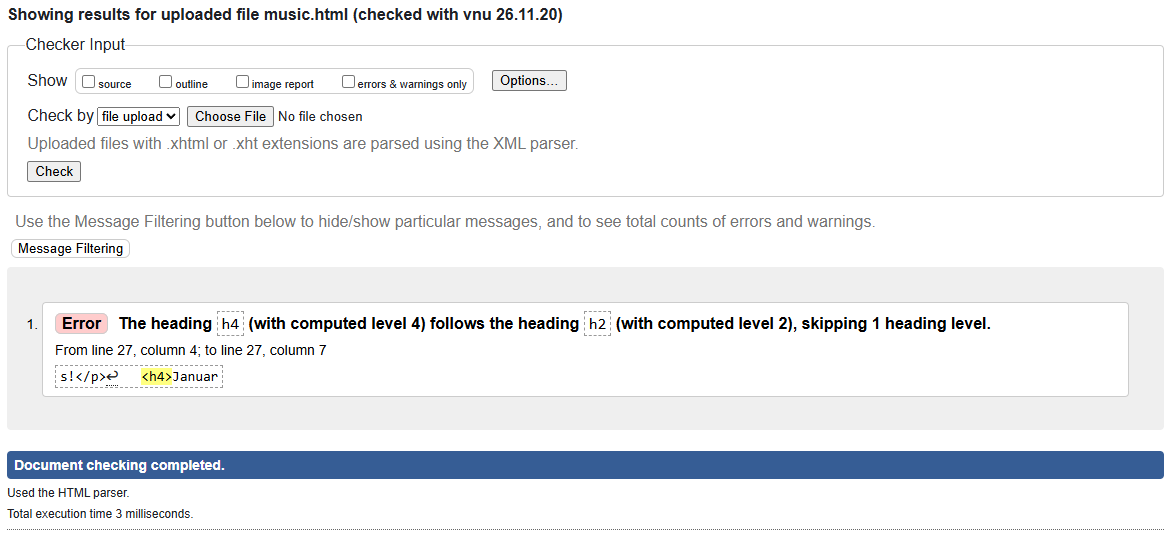 Showing results for uploaded file music.html (checked with vnu 26.11.20)
Checker Input
Show source outline image report errors & warnings only Options...
Check by file upload Choose File No file chosen
Uploaded files with .xhtml or .xht extensions are parsed using the XML parser.
Check
Use the Message Filtering button below to hide/show particular messages, and to see total counts of errors and warnings.
Message Filtering
1. Error The heading h4 (with computed level 4) follows the heading h2 (with computed level 2), skipping 1 heading level.
From line 27, column 4; to line 27, column 7
s!</p>↩ <h4>Januar
Document checking completed.
Used the HTML parser.
Total execution time 3 milliseconds.